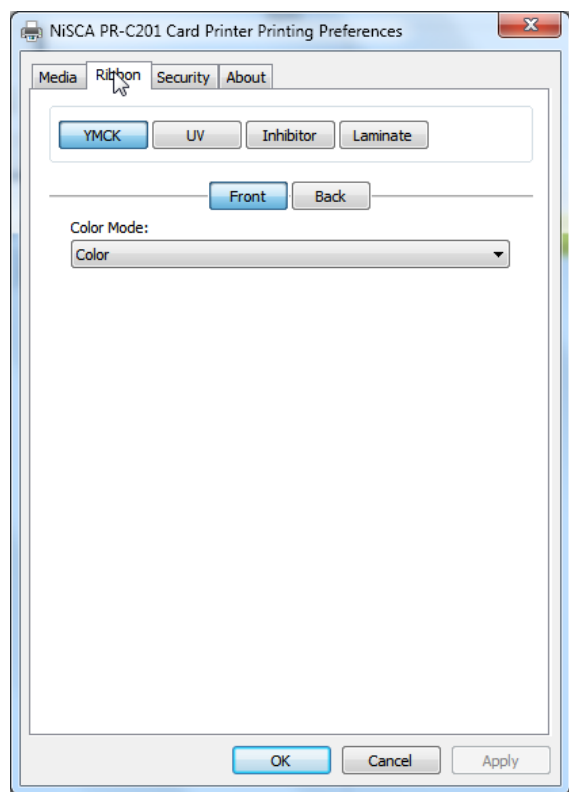 NiSCA PR-C201 Card Printer Printing Preferences
Media Ribbon Security About
YMCK UV Inhibitor Laminate
Front Back
Color Mode:
Color
OK Cancel Apply